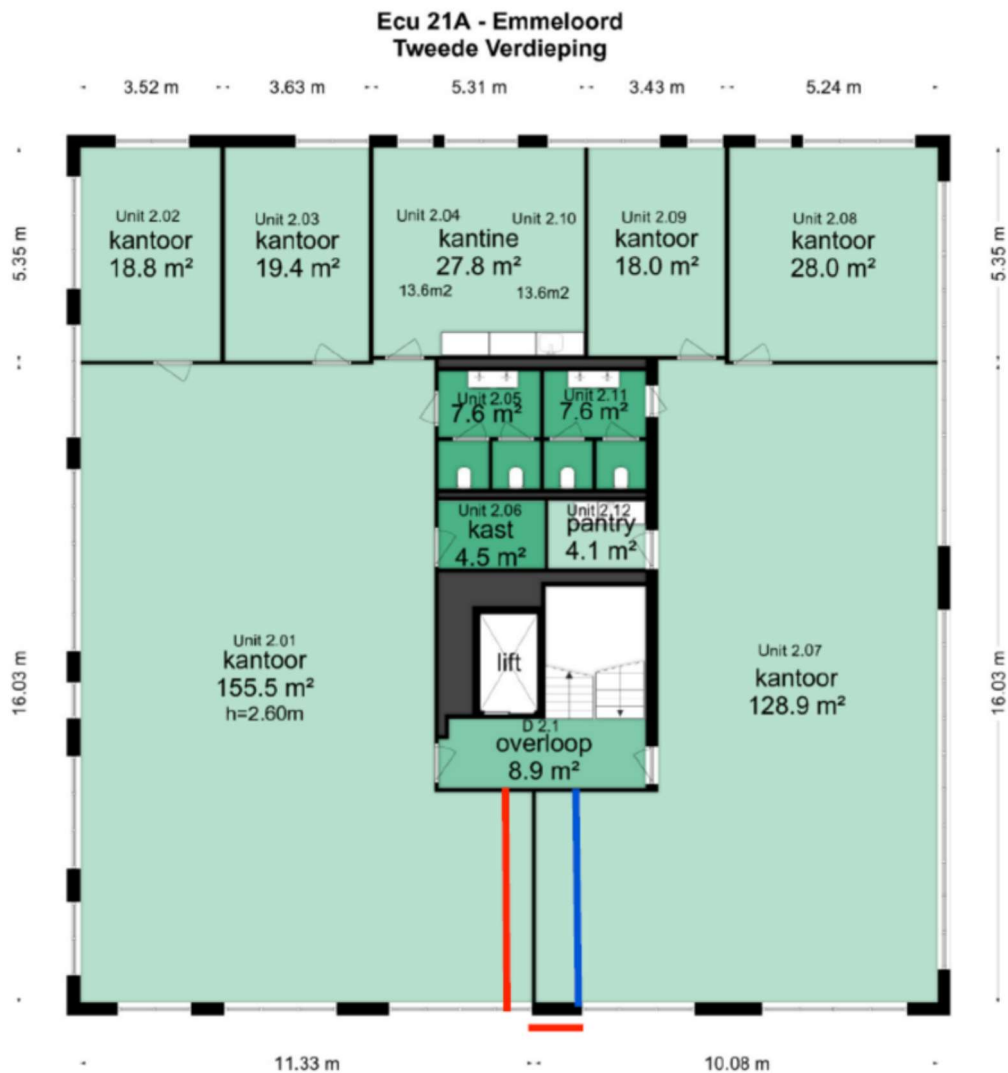 Ecu 21A - Emmeloord
Tweede Verdieping
3.52 m
3.63 m
5.31 m
3.43 m
5.24 m
5.35 m
5.35 m
Unit 2.02
kantoor
18.8 m²
Unit 2.03
kantoor
19.4 m²
Unit 2.04
Unit 2.10
kantine
27.8 m²
13.6m2
13.6m2
Unit 2.09
kantoor
18.0 m²
Unit 2.08
kantoor
28.0 m²
Unit 2.05
7.6 m²
Unit 2.11
7.6 m²
Unit 2.06
kast
4.5 m²
Unit 2.12
pantry
4.1 m²
16.03 m
16.03 m
Unit 2.01
kantoor
155.5 m²
h=2.60m
lift
Unit 2.07
kantoor
128.9 m²
D 2.1
overloop
8.9 m²
11.33 m
10.08 m